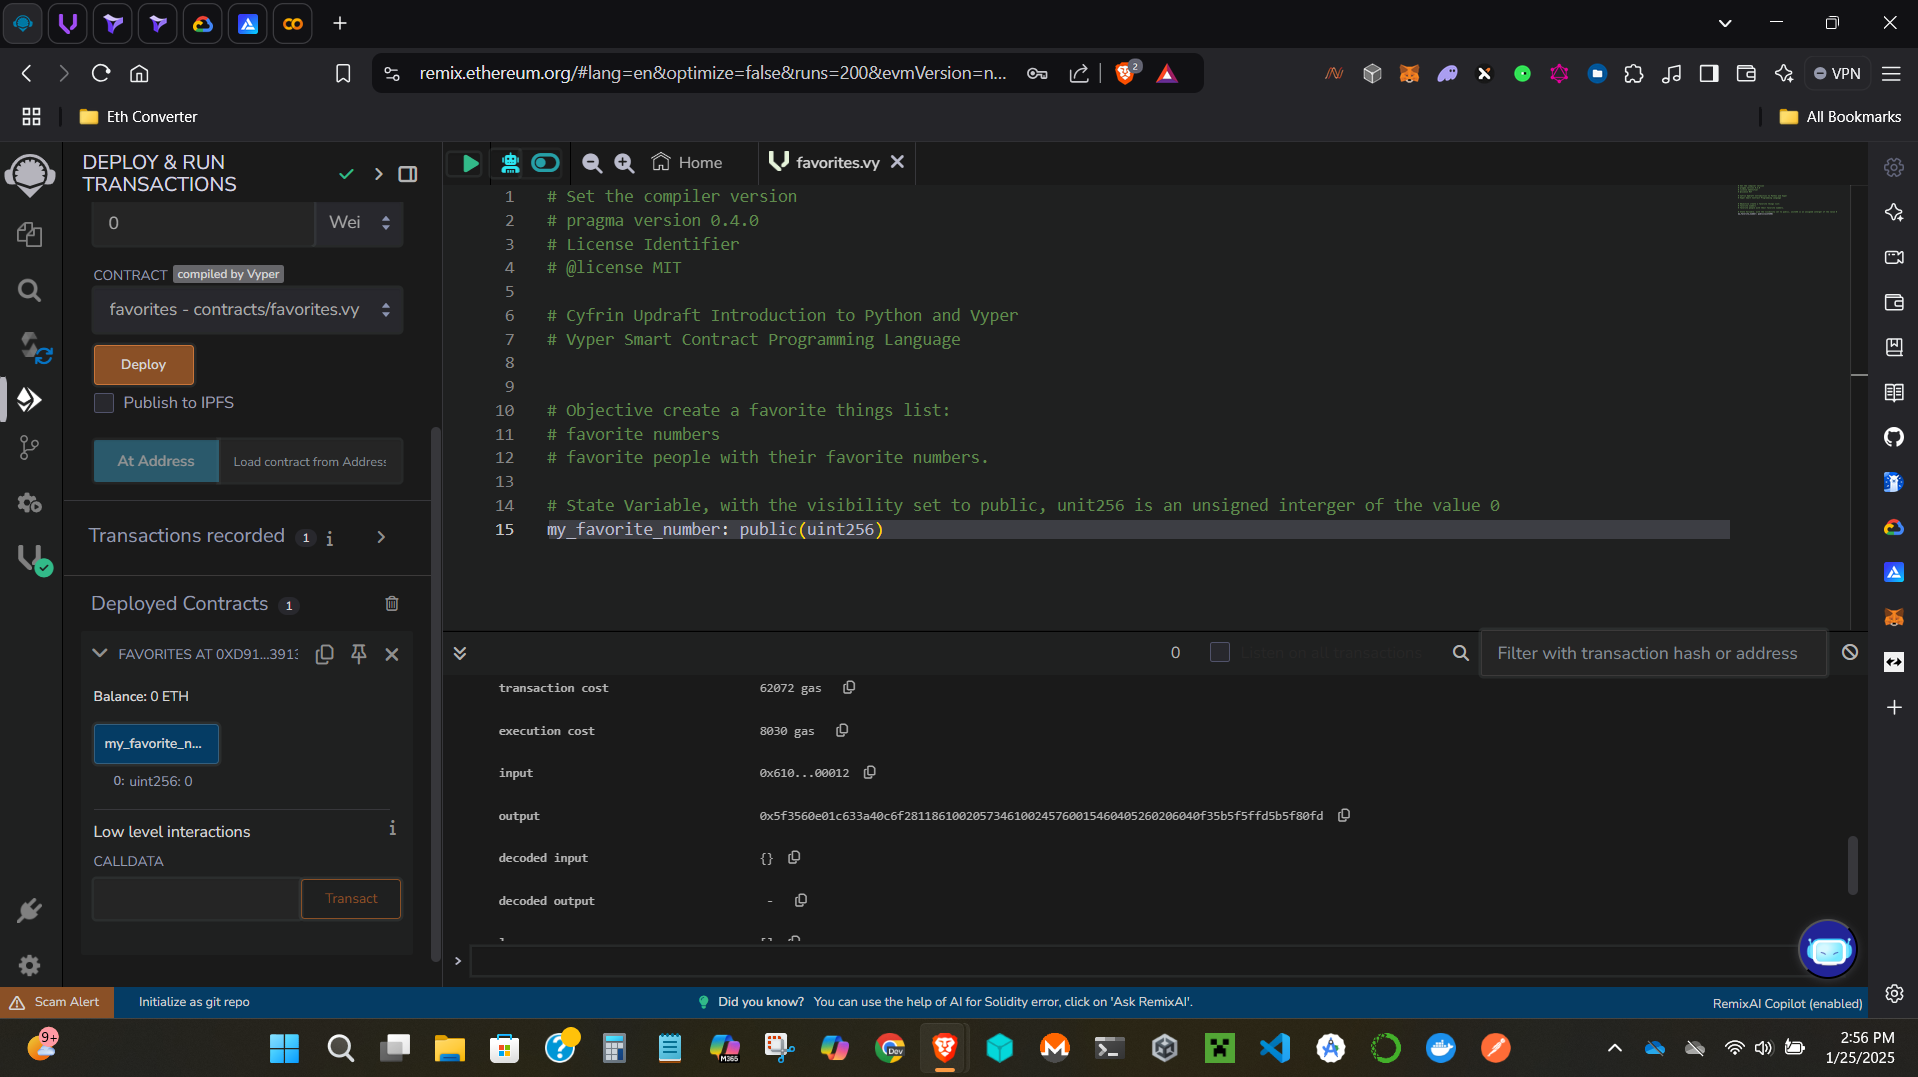 remix.ethereum.org/#lang=en&optimize=false&runs=200&evmVersion=n...
2
VPN
Eth Converter
All Bookmarks
DEPLOY & RUN
TRANSACTIONS
0
Wei
CONTRACT compiled by Vyper
favorites - contracts/favorites.vy
Deploy
Publish to IPFS
At Address
Load contract from Address
Transactions recorded 1 i
Deployed Contracts 1
FAVORITES AT 0XD91...3913
Balance: 0 ETH
my_favorite_n...
0: uint256: 0
Low level interactions
i
CALLDATA
Transact
Home
favorites.vy
1 # Set the compiler version
2 # pragma version 0.4.0
3 # License Identifier
4 # @license MIT
5
6 # Cyfrin Updraft Introduction to Python and Vyper
7 # Vyper Smart Contract Programming Language
8
9
10 # Objective create a favorite things list:
11 # favorite numbers
12 # favorite people with their favorite numbers.
13
14 # State Variable, with the visibility set to public, unit256 is an unsigned interger of the value 0
15 my_favorite_number: public(uint256)
0
Listen on all transactions
Filter with transaction hash or address
transaction cost 62072 gas
execution cost 8030 gas
input 0x610...00012
output 0x5f3560e01c633a40c6f28118610020573461002457600154604052602060 40f35b5f5ffd5b5f80fd
decoded input {}
decoded output -
>
Scam Alert
Initialize as git repo
Did you know? You can use the help of AI for Solidity error, click on 'Ask RemixAI'.
RemixAI Copilot (enabled)
9+
M365
Dev
2:56 PM
1/25/2025